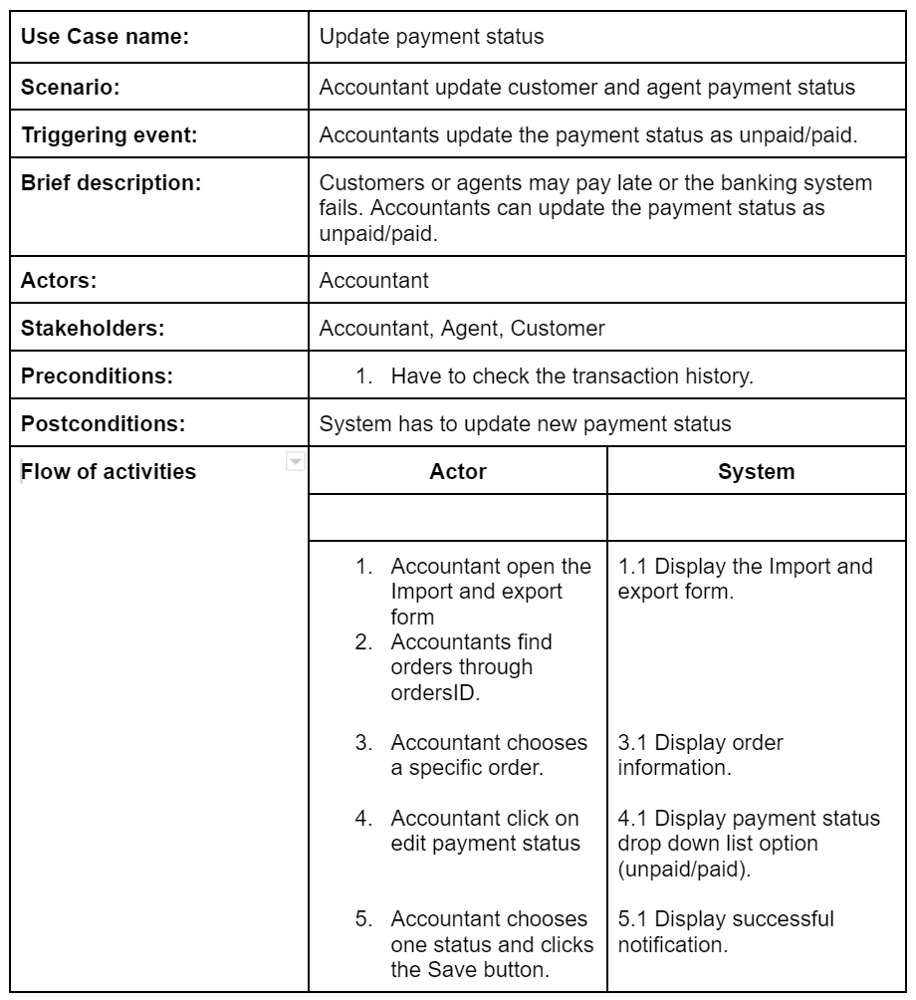 Use Case name:
Update payment status
Scenario:
Accountant update customer and agent payment status
Triggering event:
Accountants update the payment status as unpaid/paid.
Brief description:
Customers or agents may pay late or the banking system
fails. Accountants can update the payment status as
unpaid/paid.
Actors:
Accountant
Stakeholders:
Accountant, Agent, Customer
Preconditions:
1. Have to check the transaction history.
Postconditions:
System has to update new payment status
Flow of activities
Actor
System
1. Accountant open the
Import and export
form
2. Accountants find
orders through
ordersID.
3. Accountant chooses
a specific order.
4. Accountant click on
edit payment status
5. Accountant chooses
one status and clicks
the Save button.
1.1 Display the Import and
export form.
3.1 Display order
information.
4.1 Display payment status
drop down list option
(unpaid/paid).
5.1 Display successful
notification.